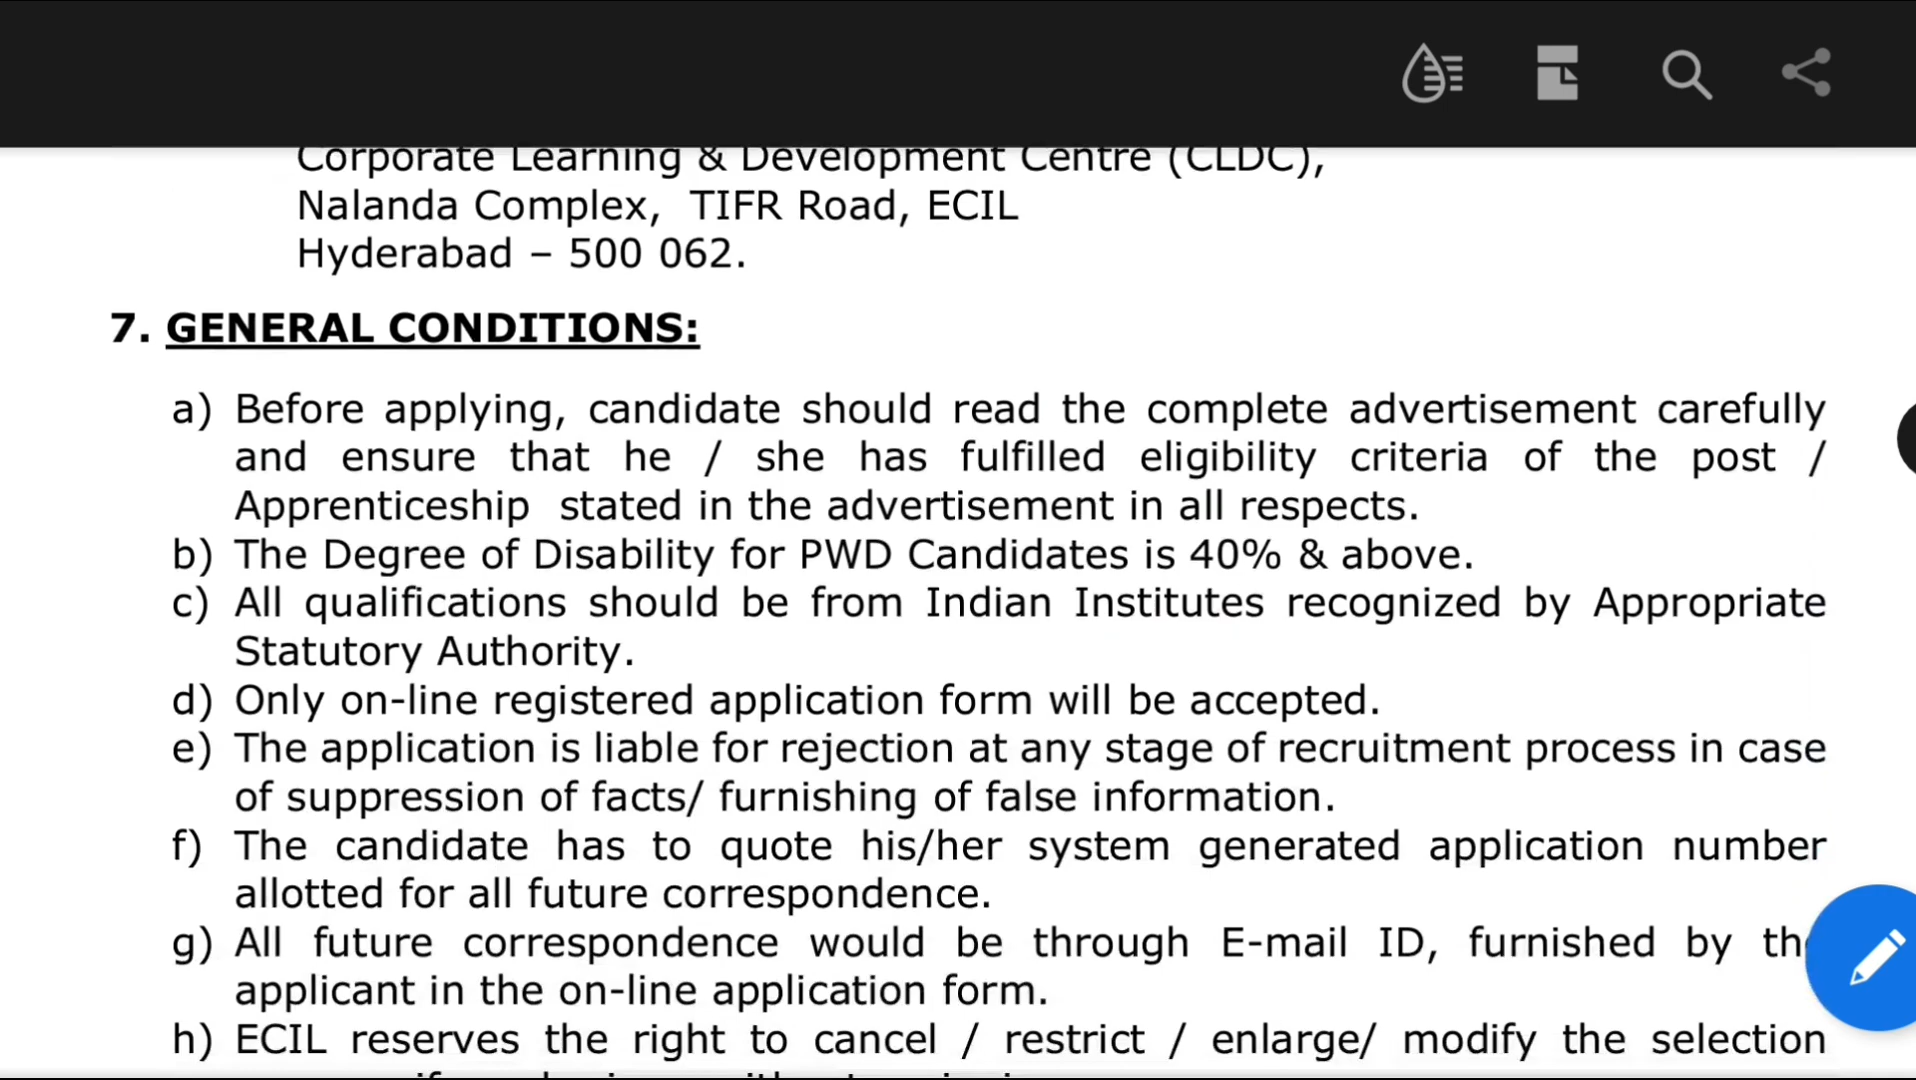 Corporate Learning & Development Centre (CLDC),
Nalanda Complex, TIFR Road, ECIL
Hyderabad – 500 062.
7. GENERAL CONDITIONS:
a) Before applying, candidate should read the complete advertisement carefully
and ensure that he / she has fulfilled eligibility criteria of the post /
Apprenticeship stated in the advertisement in all respects.
b) The Degree of Disability for PWD Candidates is 40% & above.
c) All qualifications should be from Indian Institutes recognized by Appropriate
Statutory Authority.
d) Only on-line registered application form will be accepted.
e) The application is liable for rejection at any stage of recruitment process in case
of suppression of facts/ furnishing of false information.
f) The candidate has to quote his/her system generated application number
allotted for all future correspondence.
g) All future correspondence would be through E-mail ID, furnished by the
applicant in the on-line application form.
h) ECIL reserves the right to cancel / restrict / enlarge/ modify the selection